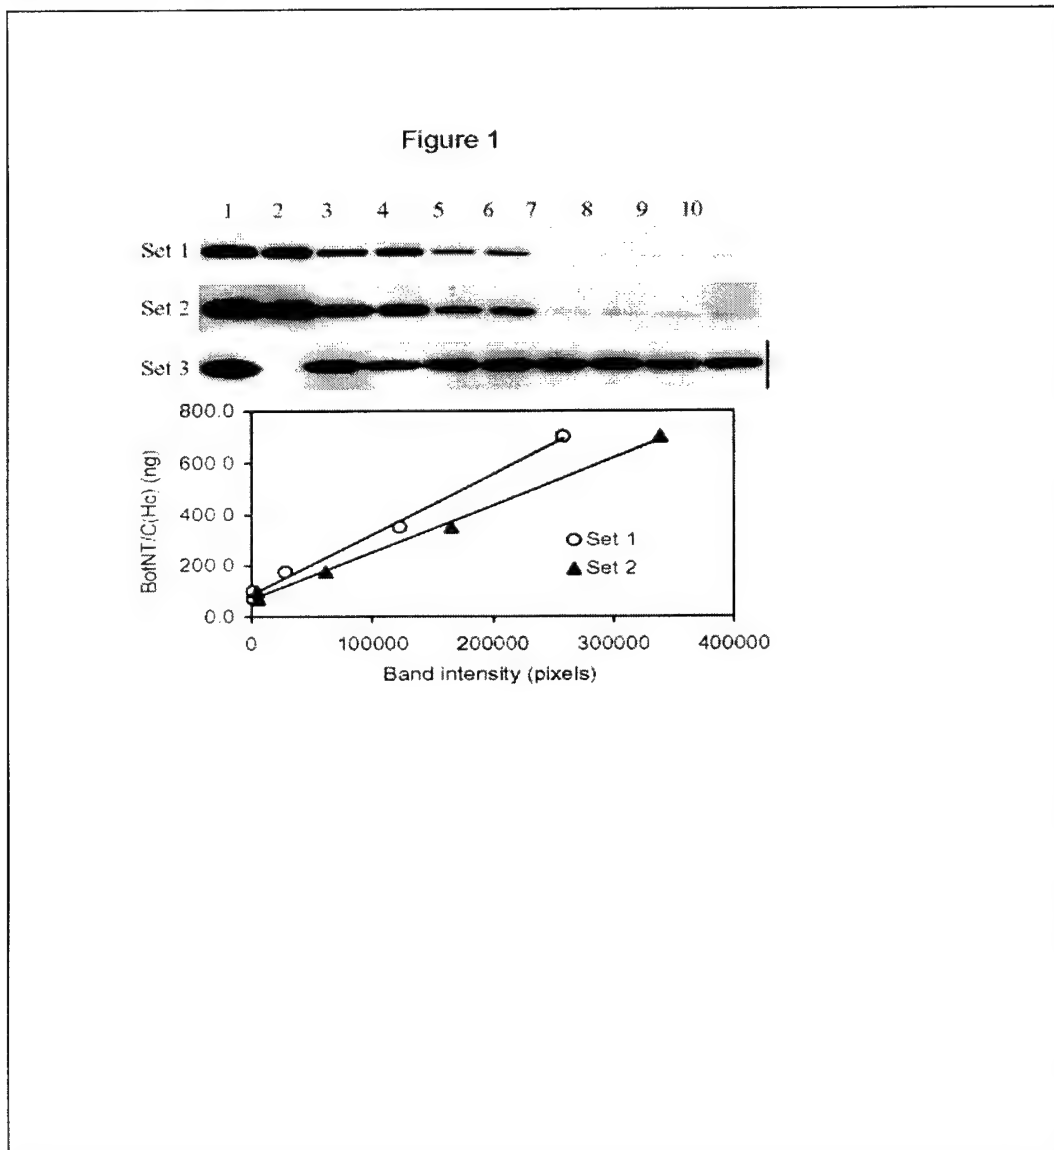 Figure 1
1 2 3 4 5 6 7 8 9 10
Set 1
Set 2
Set 3
800.0
600 0
400 0
200 0
0.0
BotNT/C(Hc) (ng)
Set 1
Set 2
0 100000 200000 300000 400000
Band intensity (pixels)